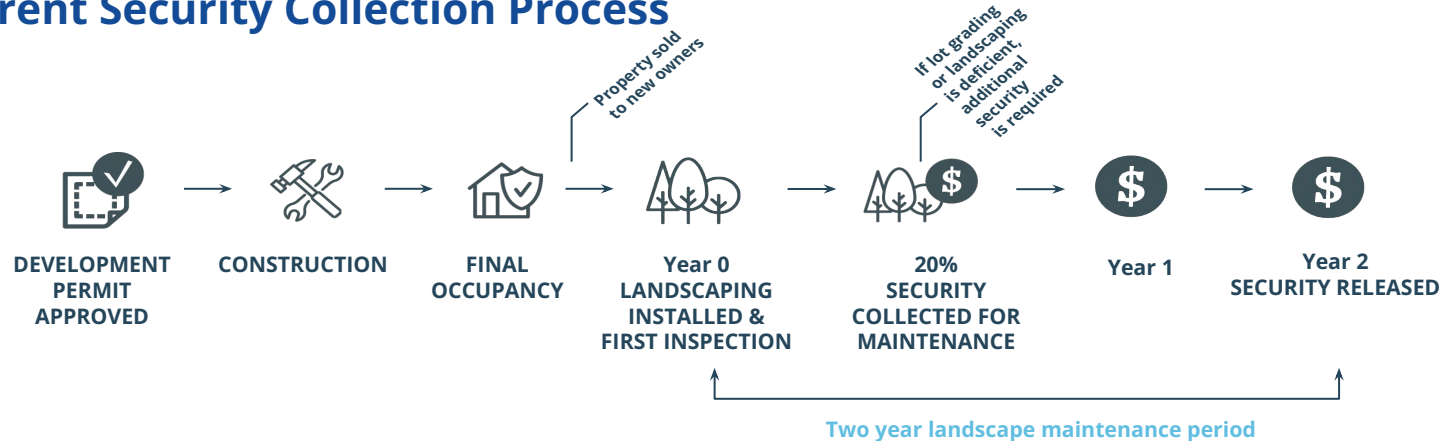 rent Security Collection Process
Property sold
to new owners
If lot grading
or landscaping
is deficient,
additional
security
is required
DEVELOPMENT
PERMIT
APPROVED
CONSTRUCTION
FINAL
OCCUPANCY
Year 0
LANDSCAPING
INSTALLED &
FIRST INSPECTION
$
20%
SECURITY
COLLECTED FOR
MAINTENANCE
$
Year 1
$
Year 2
SECURITY RELEASED
Two year landscape maintenance period